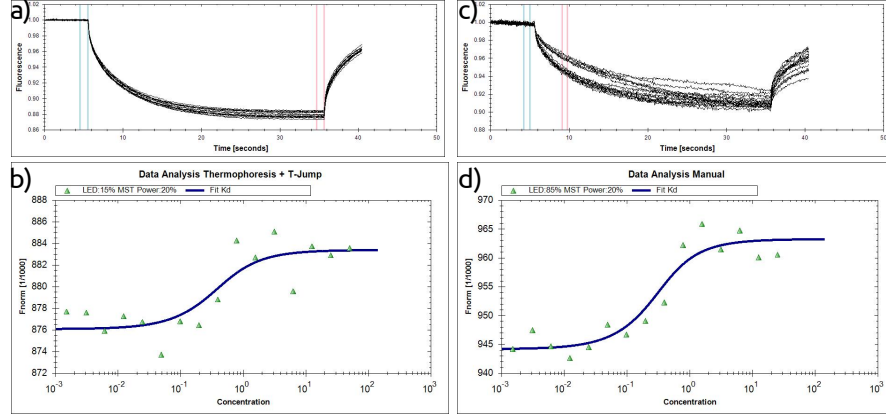 a)
1.02
1.00
0.98
0.96
0.94
0.92
0.90
0.88
0.86
Fluorescence
0 10 20 30 40 50
Time [seconds]
c)
1.02
1.00
0.98
0.96
0.94
0.92
0.90
0.88
Fluorescence
0 10 20 30 40 50
Time [seconds]
b)
Data Analysis Thermophoresis + T-Jump
LED:15% MST Power:20% Fit Kd
888
886
884
882
880
878
876
874
872
Fnorm [1/1000]
10-3 10-2 10-1 100 101 102 103
Concentration
d)
Data Analysis Manual
LED:85% MST Power:20% Fit Kd
970
965
960
955
950
945
940
Fnorm [1/1000]
10-3 10-2 10-1 100 101 102 103
Concentration